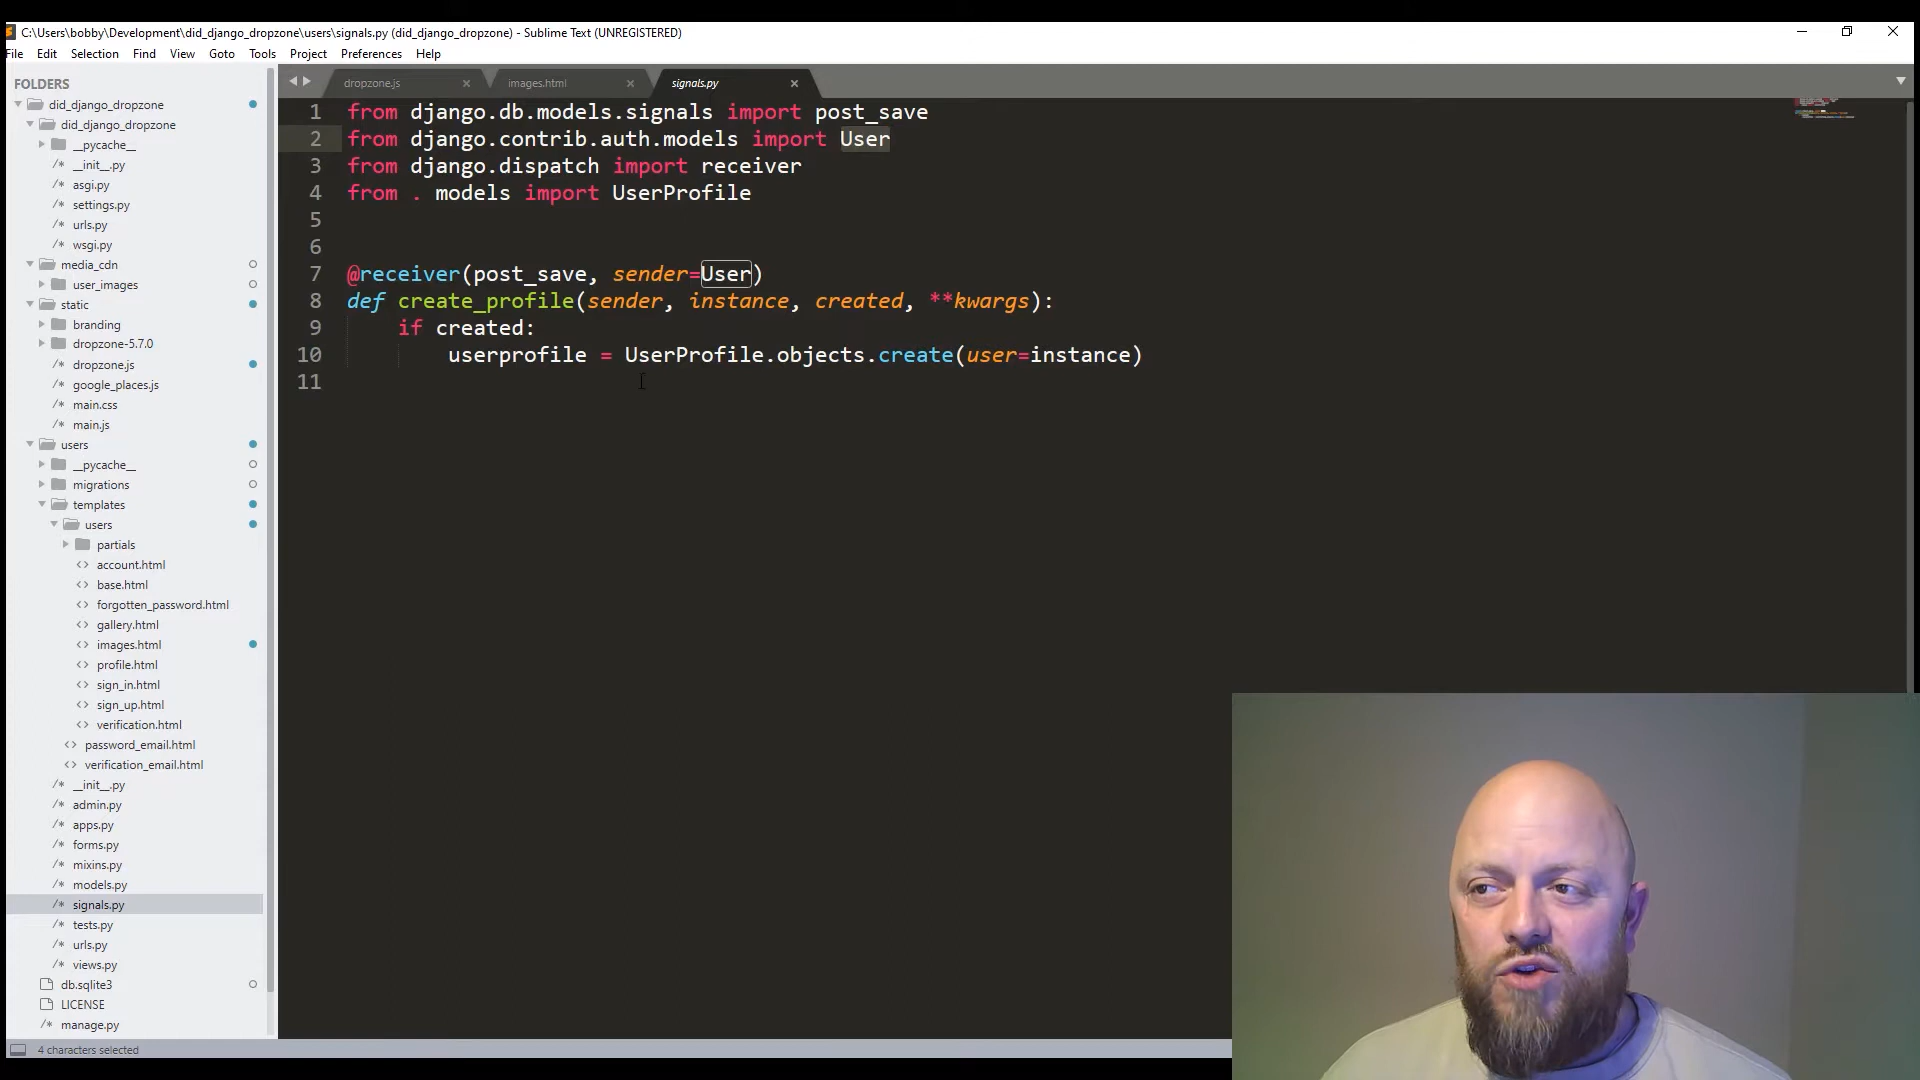 C:\Users\bobby\Development\did_django_dropzone\users\signals.py (did_django_dropzone) - Sublime Text (UNREGISTERED)
File Edit Selection Find View Goto Tools Project Preferences Help
FOLDERS
did_django_dropzone
did_django_dropzone
__pycache__
__init__.py
asgi.py
settings.py
urls.py
wsgi.py
media_cdn
user_images
static
branding
dropzone-5.7.0
dropzone.js
google_places.js
main.css
main.js
users
__pycache__
migrations
templates
users
partials
account.html
base.html
forgotten_password.html
gallery.html
images.html
profile.html
sign_in.html
sign_up.html
verification.html
password_email.html
verification_email.html
__init__.py
admin.py
apps.py
forms.py
mixins.py
models.py
signals.py
tests.py
urls.py
views.py
db.sqlite3
LICENSE
manage.py
dropzone.js images.html signals.py
1 from django.db.models.signals import post_save
2 from django.contrib.auth.models import User
3 from django.dispatch import receiver
4 from . models import UserProfile
5
6
7 @receiver(post_save, sender=User)
8 def create_profile(sender, instance, created, **kwargs):
9 if created:
10 userprofile = UserProfile.objects.create(user=instance)
11
4 characters selected